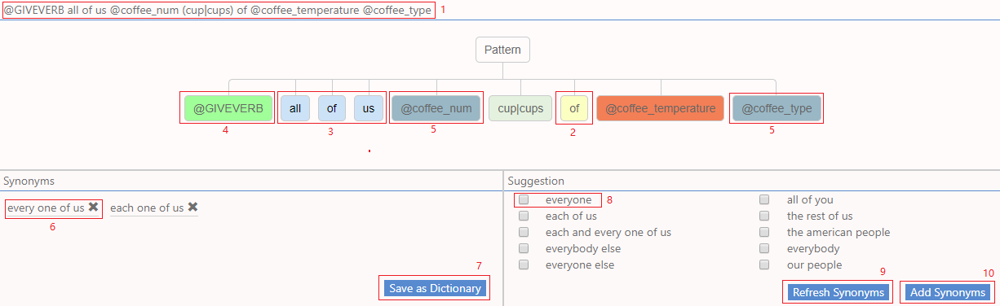 @GIVEVERB all of us @coffee_num (cup|cups) of @coffee_temperature @coffee_type 1
Pattern
@GIVEVERB all of us @coffee_num cup|cups of @coffee_temperature @coffee_type
4 3 5 2 5
Synonyms
every one of us ✖ each one of us ✖
6
7
Save as Dictionary
Suggestion
everyone 8 all of you
each of us the rest of us
each and every one of us the american people
everybody else everybody
everyone else our people
9 10
Refresh Synonyms Add Synonyms